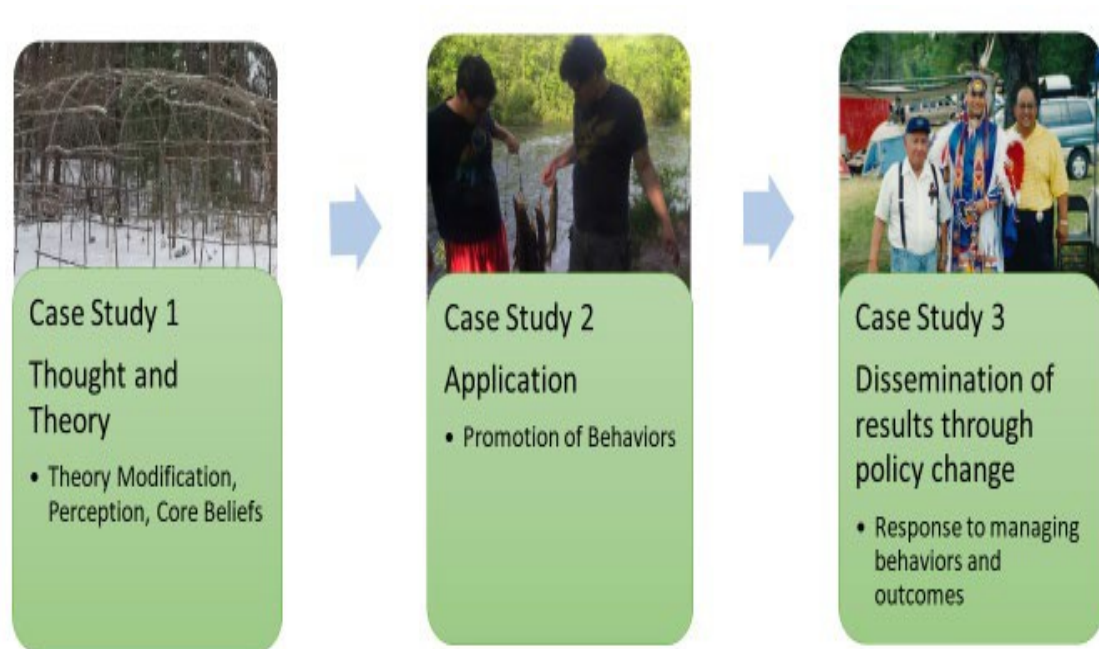 Case Study 1
Thought and
Theory
• Theory Modification,
Perception, Core Beliefs
Case Study 2
Application
• Promotion of Behaviors
Case Study 3
Dissemination of
results through
policy change
• Response to managing
behaviors and
outcomes